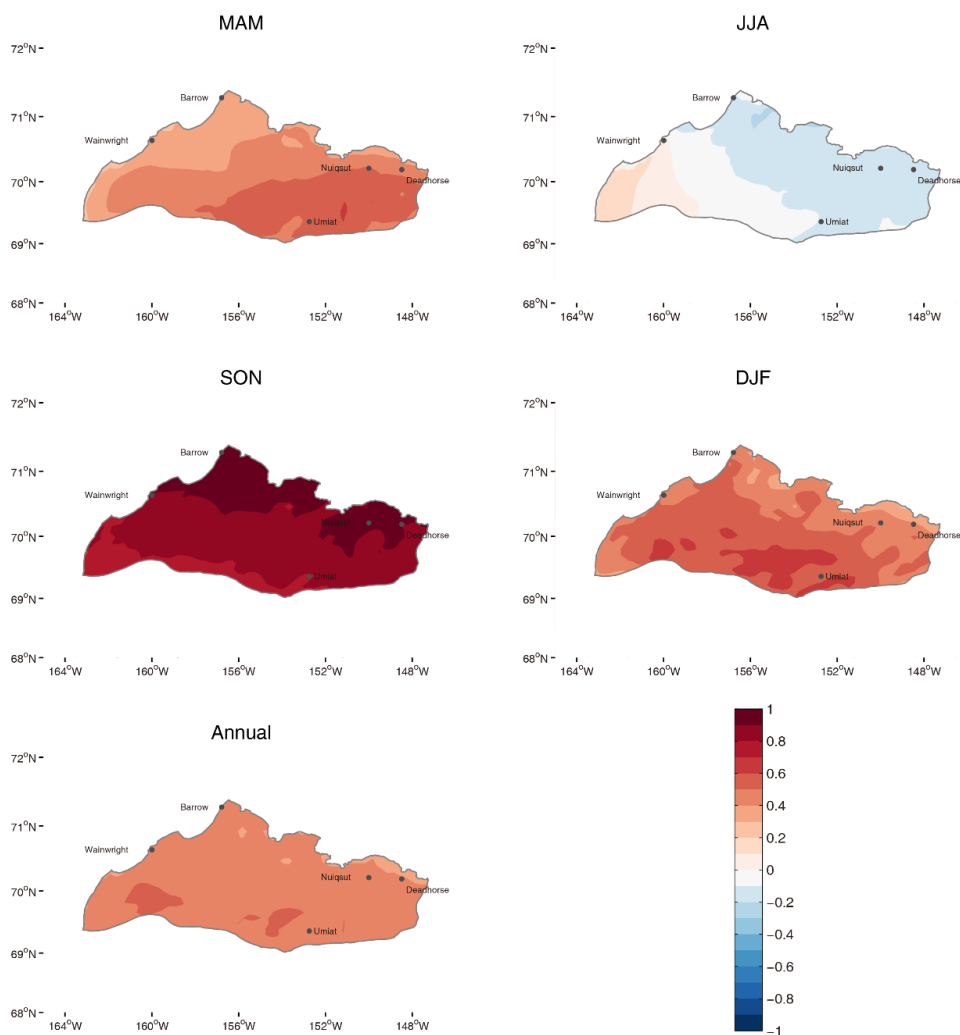 MAM
72°N
71°N
70°N
69°N
68°N
164°W 160°W 156°W 152°W 148°W
Barrow
Wainwright
Nuiqsut
Deadhorse
Umiat
JJA
72°N
71°N
70°N
69°N
68°N
164°W 160°W 156°W 152°W 148°W
Barrow
Wainwright
Nuiqsut
Deadhorse
Umiat
SON
72°N
71°N
70°N
69°N
68°N
164°W 160°W 156°W 152°W 148°W
Barrow
Wainwright
Nuiqsut
Deadhorse
Umiat
DJF
72°N
71°N
70°N
69°N
68°N
164°W 160°W 156°W 152°W 148°W
Barrow
Wainwright
Nuiqsut
Deadhorse
Umiat
Annual
72°N
71°N
70°N
69°N
68°N
164°W 160°W 156°W 152°W 148°W
Barrow
Wainwright
Nuiqsut
Deadhorse
Umiat
1
0.8
0.6
0.4
0.2
0
−0.2
−0.4
−0.6
−0.8
−1